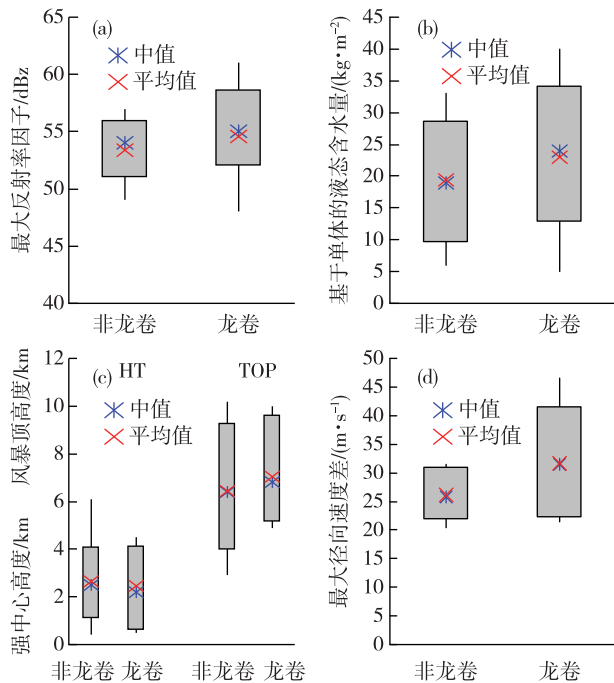 (a)
中值
平均值
最大反射率因子/dBz
65
60
55
50
45
40
非龙卷 龙卷
(b)
中值
平均值
基于单体的液态含水量/(kg·m⁻²)
45
40
35
30
25
20
15
10
5
0
非龙卷 龙卷
(c) HT TOP
中值
平均值
强中心高度/km 风暴顶高度/km
12
10
8
6
4
2
0
非龙卷 龙卷 非龙卷 龙卷
(d)
中值
平均值
最大径向速度差/(m·s⁻¹)
50
45
40
35
30
25
20
15
10
5
0
非龙卷 龙卷